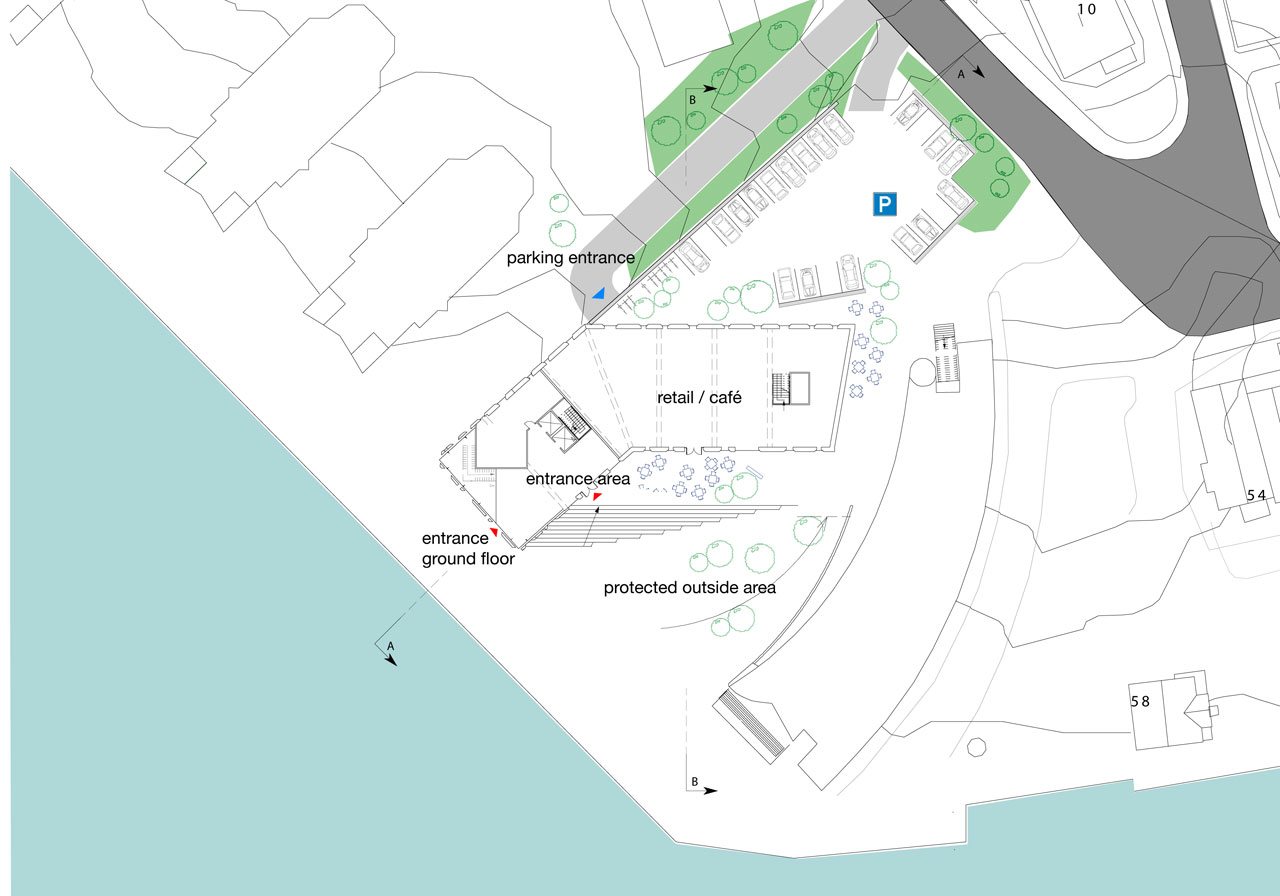 10
A
B
P
parking entrance
retail / café
entrance area
54
entrance
ground floor
protected outside area
A
58
B